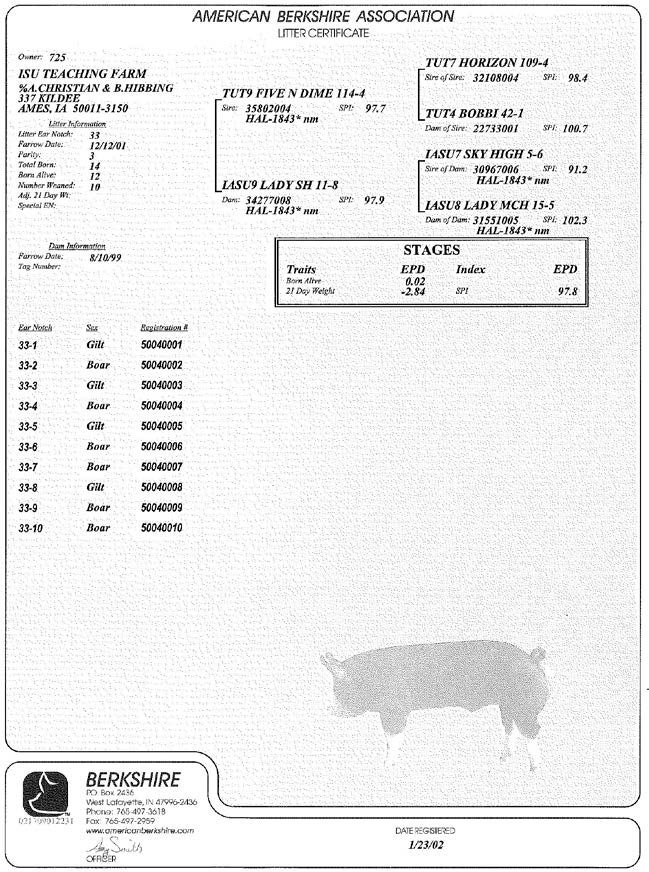 AMERICAN BERKSHIRE ASSOCIATION
LITTER CERTIFICATE
Owner: 725
ISU TEACHING FARM
%A.CHRISTIAN & B.HIBBING
337 KILDEE
AMES, IA 50011-3150
Litter Information
Litter Ear Notch: 33
Farrow Date: 12/12/01
Parity: 3
Total Born: 14
Born Alive: 12
Number Weaned: 10
Adj. 21 Day Wt:
Special EN:
Dam Information
Farrow Date: 8/10/99
Tag Number:
TUT9 FIVE N DIME 114-4
Sire: 35802004 SPI: 97.7
HAL-1843* nm
IASU9 LADY SH 11-8
Dam: 34277008 SPI: 97.9
HAL-1843* nm
TUT7 HORIZON 109-4
Sire of Sire: 32108004 SPI: 98.4
TUT4 BOBBI 42-1
Dam of Sire: 22733001 SPI: 100.7
IASU7 SKY HIGH 5-6
Sire of Dam: 30967006 SPI: 91.2
HAL-1843* nm
IASU8 LADY MCH 15-5
Dam of Dam: 31551005 SPI: 102.3
HAL-1843* nm
STAGES
Traits EPD Index EPD
Born Alive 0.02
21 Day Weight -2.84 SPI 97.8
Ear Notch Sex Registration #
33-1 Gilt 50040001
33-2 Boar 50040002
33-3 Gilt 50040003
33-4 Boar 50040004
33-5 Gilt 50040005
33-6 Boar 50040006
33-7 Boar 50040007
33-8 Gilt 50040008
33-9 Boar 50040009
33-10 Boar 50040010
BERKSHIRE
PO Box 2436
West Lafayette, IN 47996-2436
Phone: 765-497-3618
Fax: 765-497-2959
www.americanberkshire.com
021709012231
Amy Smith
OFFICER
DATE REGISTERED
1/23/02